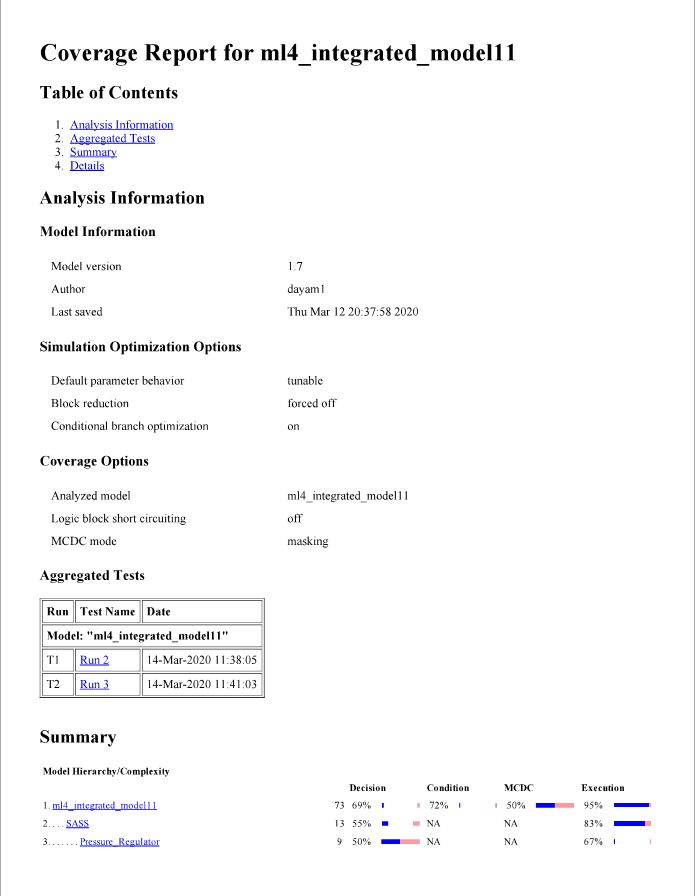 Coverage Report for ml4_integrated_model11
Table of Contents
1. Analysis Information
2. Aggregated Tests
3. Summary
4. Details
Analysis Information
Model Information
Model version 1.7
Author dayam1
Last saved Thu Mar 12 20:37:58 2020
Simulation Optimization Options
Default parameter behavior tunable
Block reduction forced off
Conditional branch optimization on
Coverage Options
Analyzed model ml4_integrated_model11
Logic block short circuiting off
MCDC mode masking
Aggregated Tests
Run Test Name Date
Model: "ml4_integrated_model11"
T1 Run 2 14-Mar-2020 11:38:05
T2 Run 3 14-Mar-2020 11:41:03
Summary
Model Hierarchy/Complexity
Decision Condition MCDC Execution
1. ml4_integrated_model11 73 69% 72% 50% 95%
2. . . . SASS 13 55% NA NA 83%
3. . . . . . . Pressure_Regulator 9 50% NA NA 67%